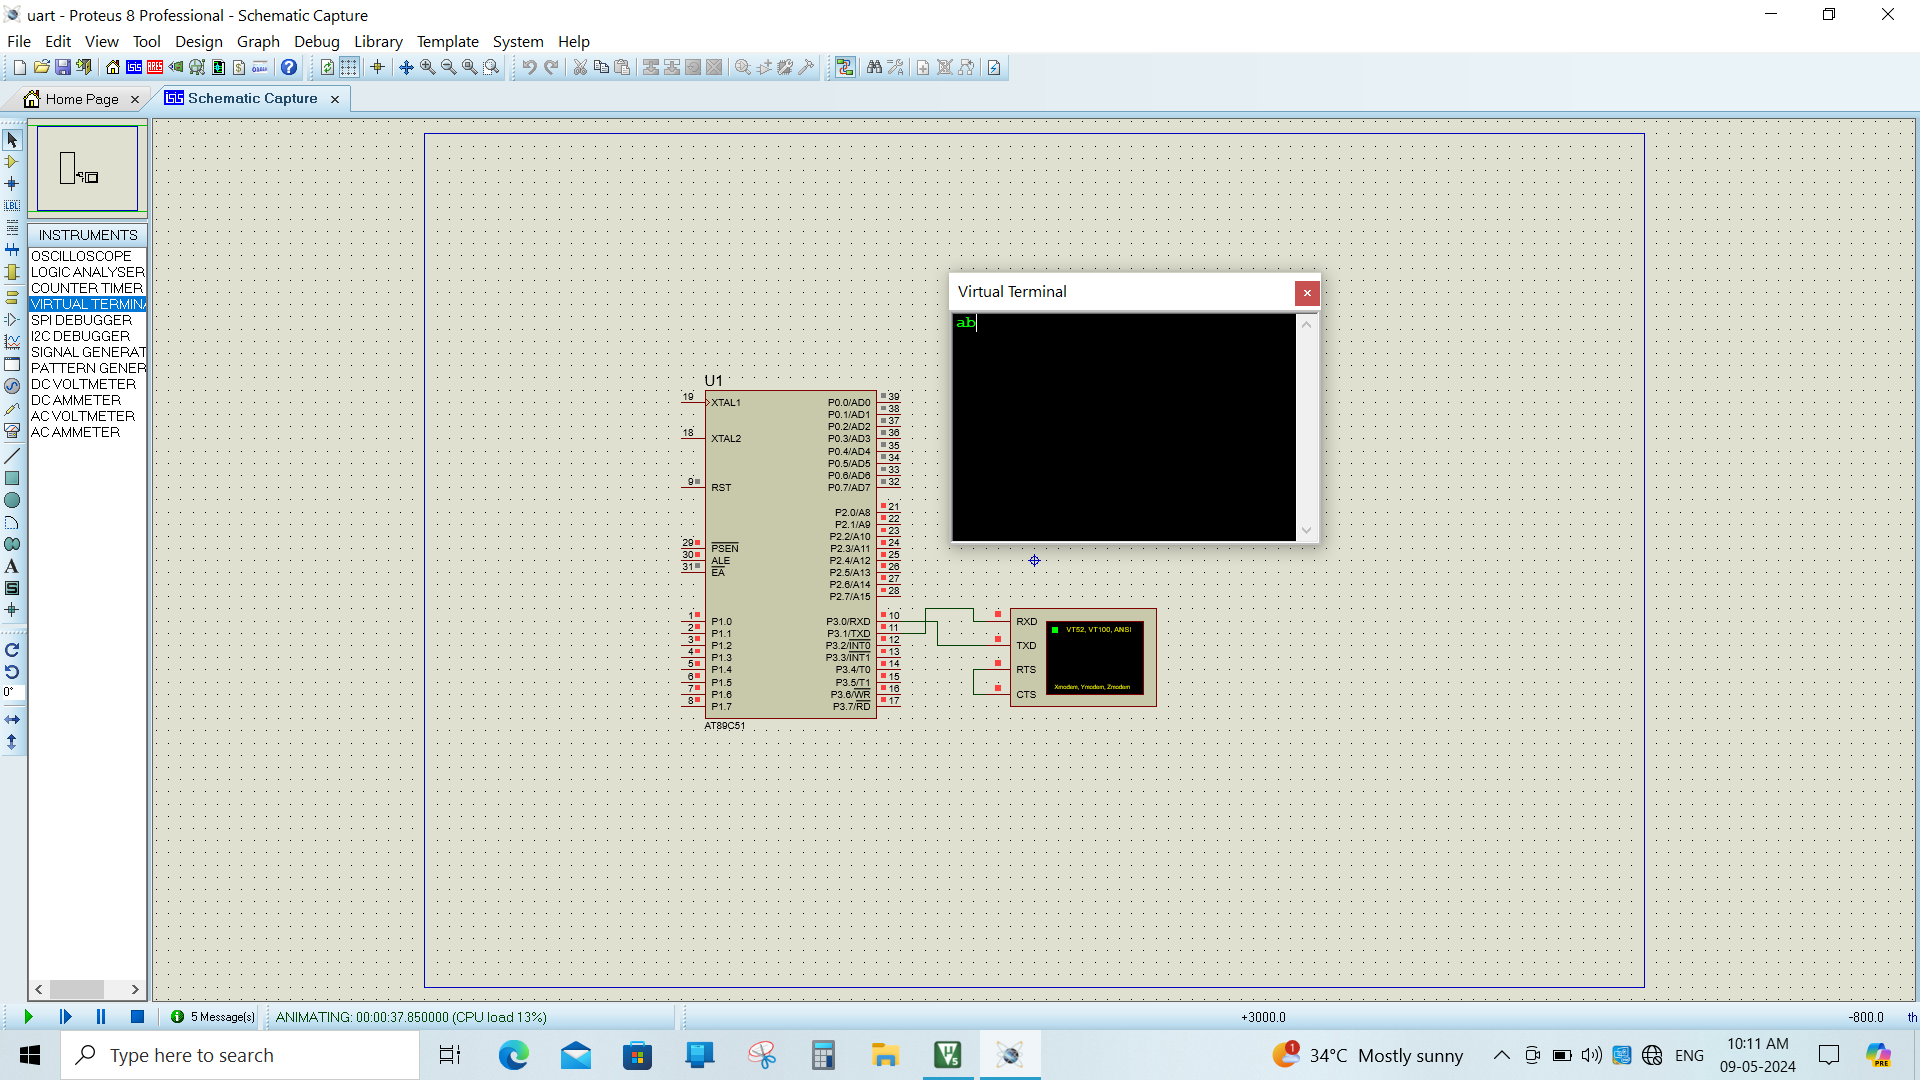 uart - Proteus 8 Professional - Schematic Capture
File Edit View Tool Design Graph Debug Library Template System Help
Home Page
Schematic Capture
INSTRUMENTS
OSCILLOSCOPE
LOGIC ANALYSER
COUNTER TIMER
VIRTUAL TERMINA
SPI DEBUGGER
I2C DEBUGGER
SIGNAL GENERAT
PATTERN GENER
DC VOLTMETER
DC AMMETER
AC VOLTMETER
AC AMMETER
LBL
A
S
0°
Virtual Terminal
ab
U1
19 XTAL1 P0.0/AD0 39
P0.1/AD1 38
P0.2/AD2 37
18 XTAL2 P0.3/AD3 36
P0.4/AD4 35
P0.5/AD5 34
P0.6/AD6 33
9 RST P0.7/AD7 32
P2.0/A8 21
P2.1/A9 22
P2.2/A10 23
29 PSEN P2.3/A11 24
30 ALE P2.4/A12 25
31 EA P2.5/A13 26
P2.6/A14 27
P2.7/A15 28
1 P1.0 P3.0/RXD 10
2 P1.1 P3.1/TXD 11
3 P1.2 P3.2/INT0 12
4 P1.3 P3.3/INT1 13
5 P1.4 P3.4/T0 14
6 P1.5 P3.5/T1 15
7 P1.6 P3.6/WR 16
8 P1.7 P3.7/RD 17
AT89C51
RXD
TXD
RTS
CTS
VT52, VT100, ANSI
Xmodem, Ymodem, Zmodem
5 Message(s)
ANIMATING: 00:00:37.850000 (CPU load 13%)
+3000.0
-800.0
th
Type here to search
1
34°C Mostly sunny
ENG
10:11 AM
09-05-2024
PRE